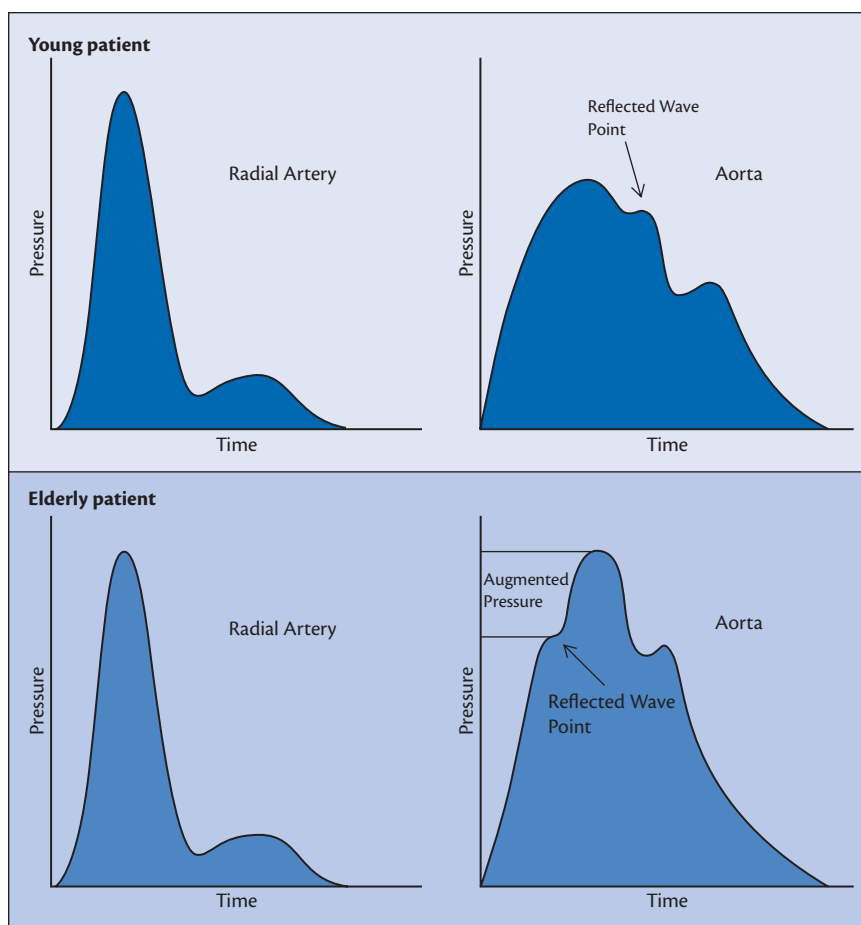 Young patient
Pressure
Radial Artery
Time
Pressure
Reflected Wave
Point
Aorta
Time
Elderly patient
Pressure
Radial Artery
Time
Pressure
Augmented
Pressure
Reflected Wave
Point
Aorta
Time